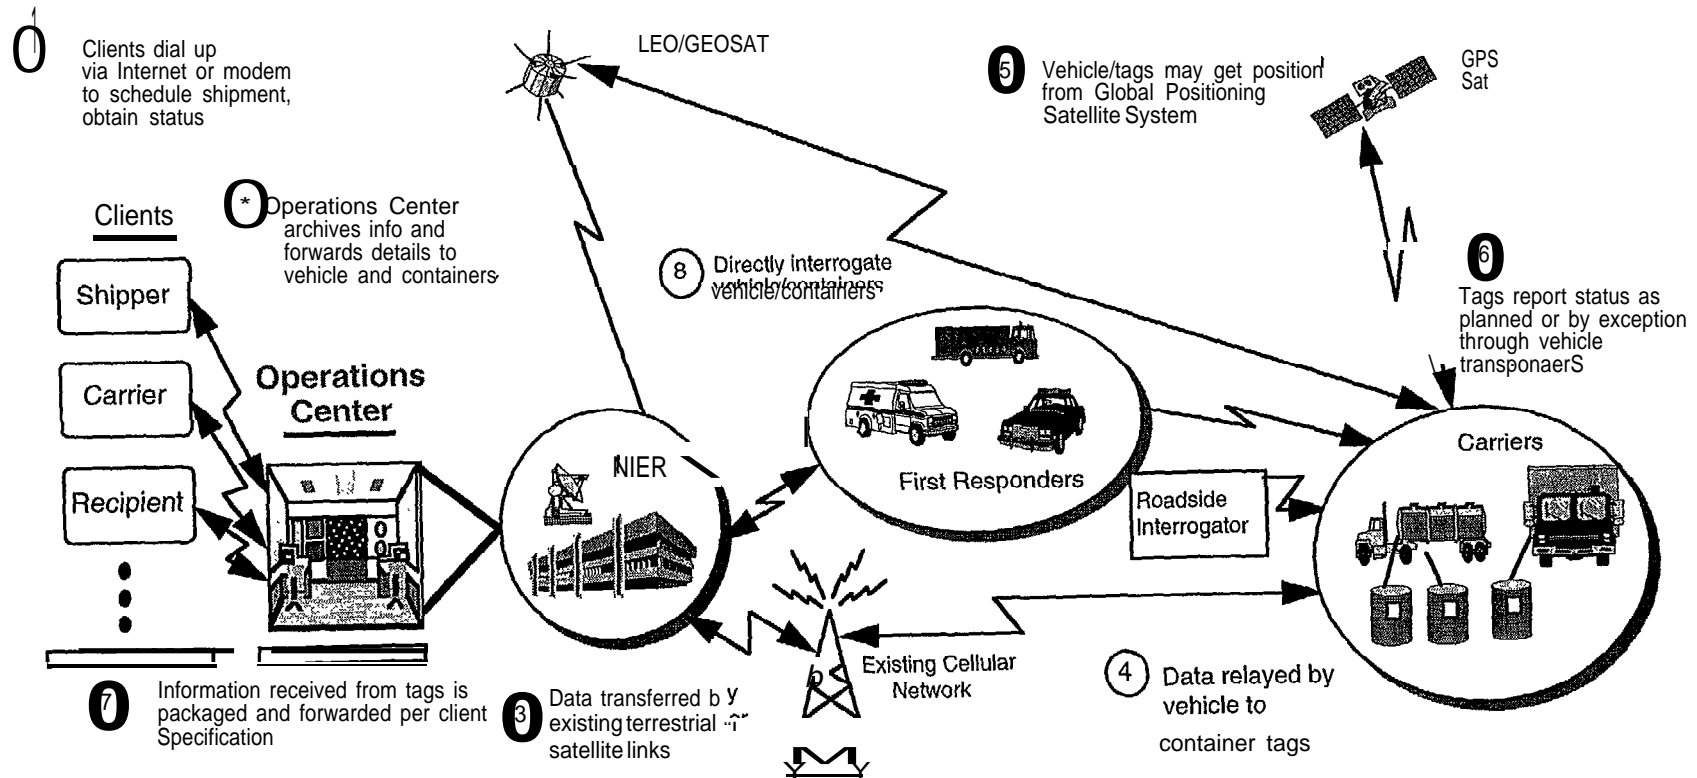 Clients dial up
via Internet or modem
to schedule shipment,
obtain status
LEO/GEOSAT
5
Vehicle/tags may get position
from Global Positioning
Satellite System
GPS
Sat
*
Operations Center
archives info and
forwards details to
vehicle and containers
Clients
Shipper
Carrier
Recipient
Operations
Center
8
Directly interrogate
vehicle/containers
6
Tags report status as
planned or by exception
through vehicle
transponaerS
NIER
First Responders
Roadside
Interrogator
Carriers
Existing Cellular
Network
7
Information received from tags is
packaged and forwarded per client
Specification
3
Data transferred by
existing terrestrial
satellite links
4
Data relayed by
vehicle to
container tags